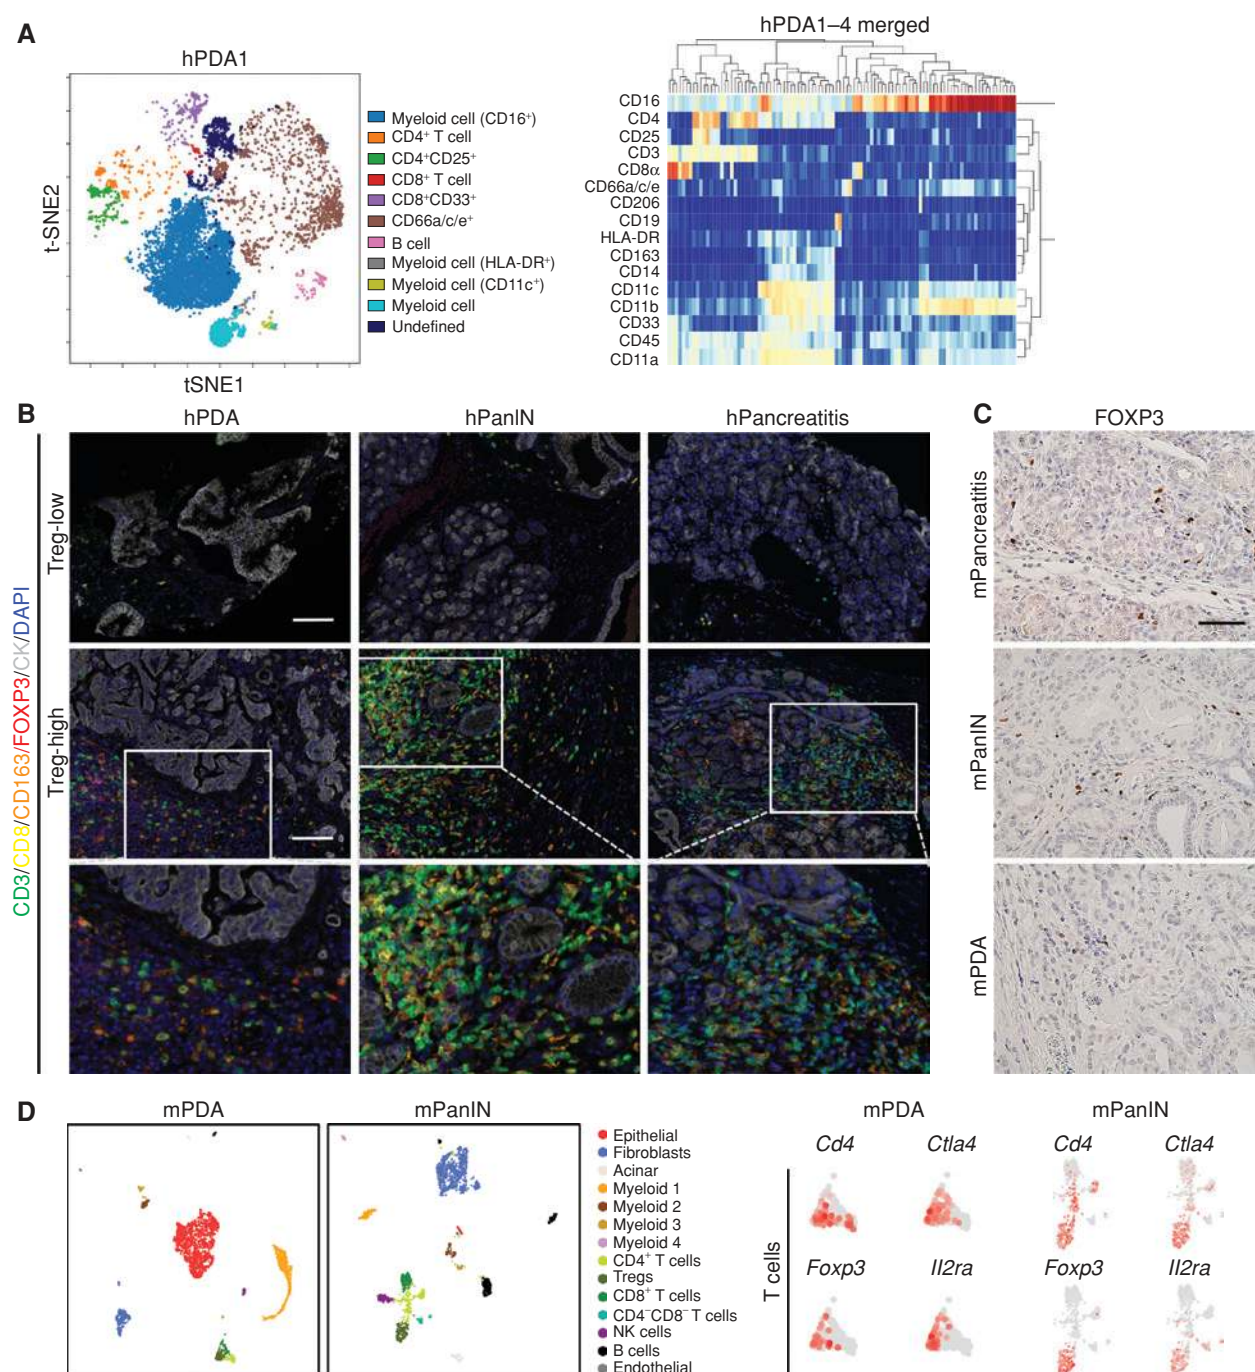 A
hPDA1
t-SNE2
tSNE1
Myeloid cell (CD16⁺)
CD4⁺ T cell
CD4⁺CD25⁺
CD8⁺ T cell
CD8⁺CD33⁺
CD66a/c/e⁺
B cell
Myeloid cell (HLA-DR⁺)
Myeloid cell (CD11c⁺)
Myeloid cell
Undefined
hPDA1–4 merged
CD16
CD4
CD25
CD3
CD8α
CD66a/c/e
CD206
CD19
HLA-DR
CD163
CD14
CD11c
CD11b
CD33
CD45
CD11a
B
hPDA
hPanIN
hPancreatitis
CD3/CD8/CD163/FOXP3/CK/DAPI
Treg-low
Treg-high
C
FOXP3
mPancreatitis
mPanIN
mPDA
D
mPDA
mPanIN
Epithelial
Fibroblasts
Acinar
Myeloid 1
Myeloid 2
Myeloid 3
Myeloid 4
CD4⁺ T cells
Tregs
CD8⁺ T cells
CD4⁻CD8⁻ T cells
NK cells
B cells
Endothelial
mPDA
mPanIN
T cells
Cd4
Ctla4
Cd4
Ctla4
Foxp3
Il2ra
Foxp3
Il2ra